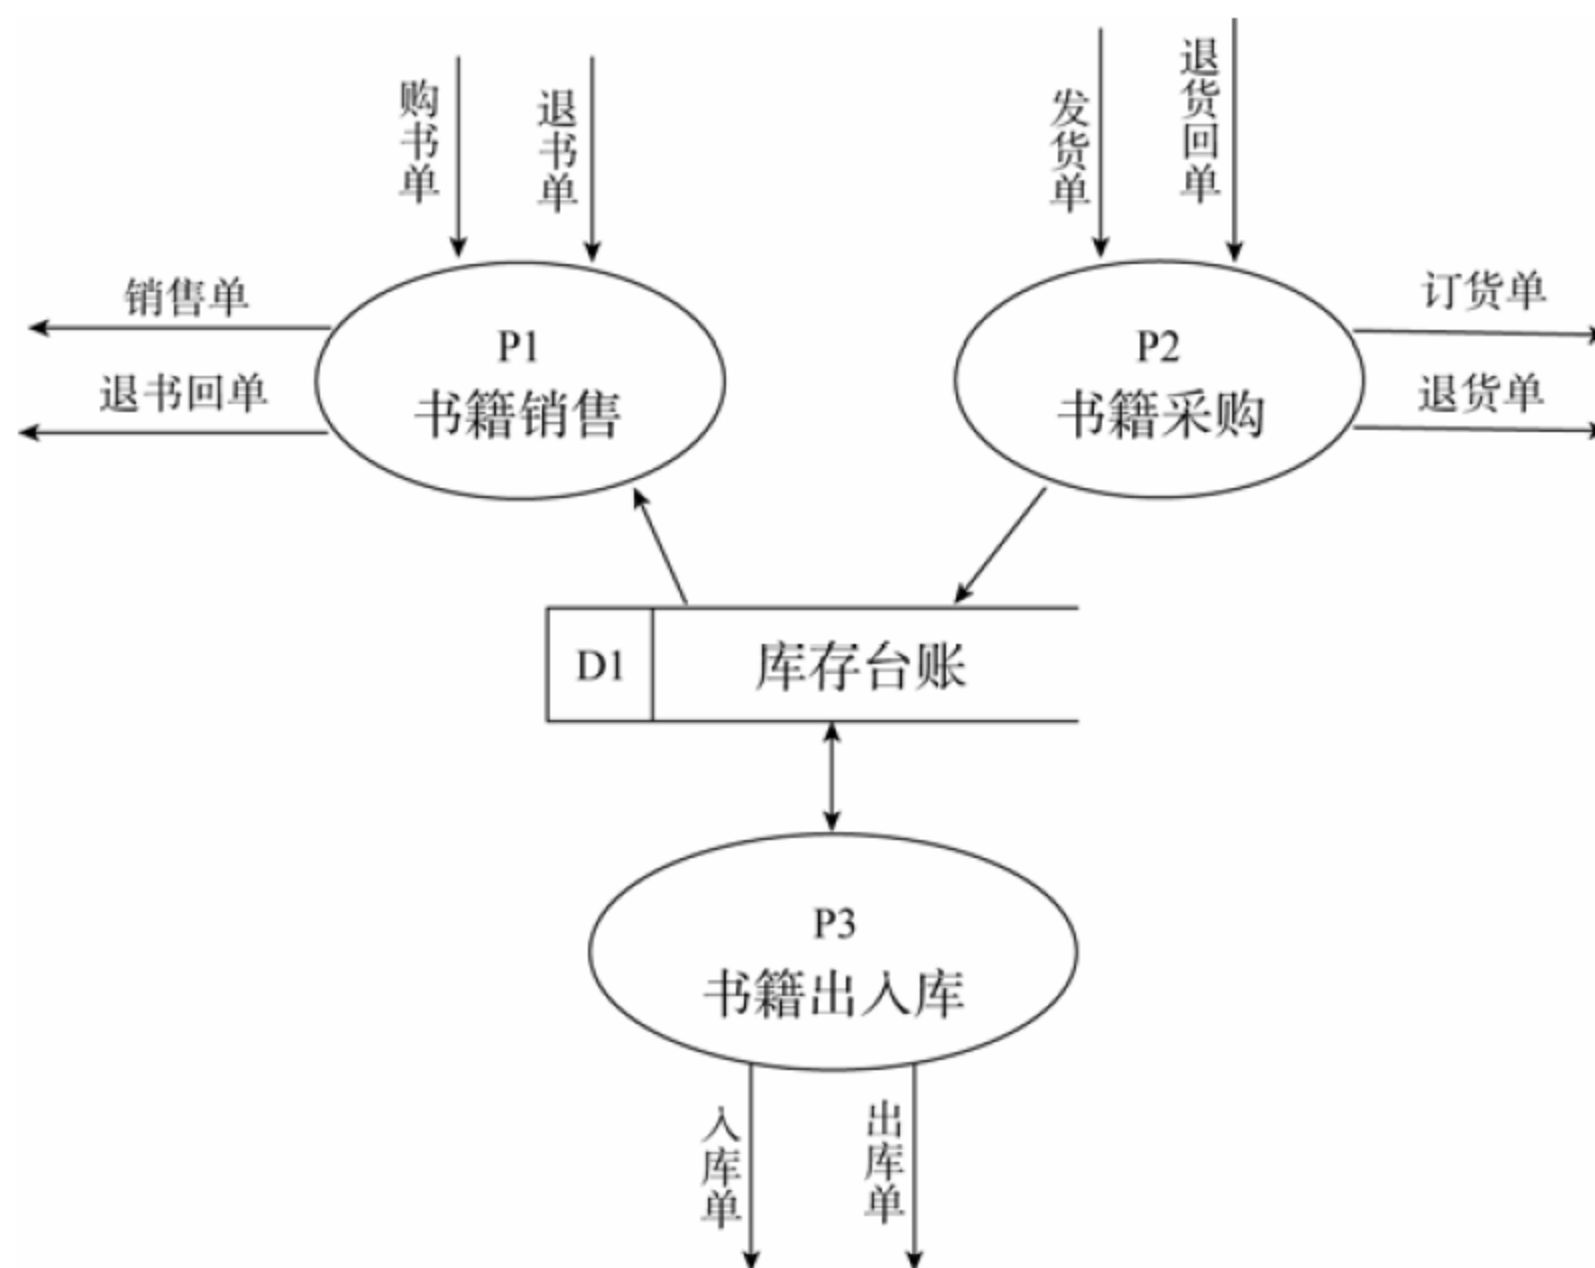 购书单
退书单
发货单
退货回单
销售单
退书回单
P1
书籍销售
P2
书籍采购
订货单
退货单
D1
库存台账
P3
书籍出入库
入库单
出库单